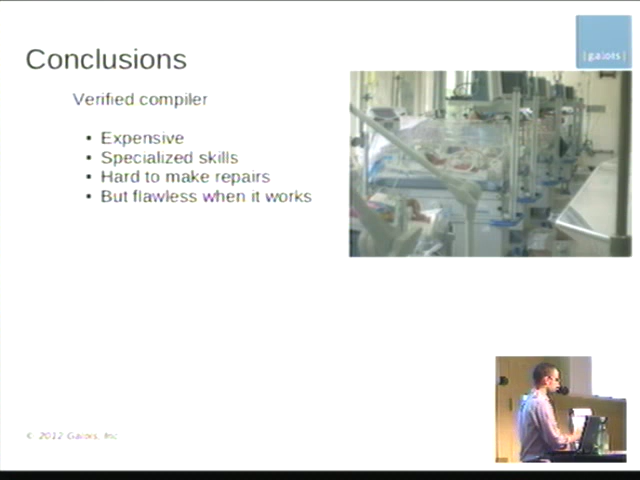 Conclusions
|galois|
Verified compiler
• Expensive
• Specialized skills
• Hard to make repairs
• But flawless when it works
© 2012 Galois, Inc